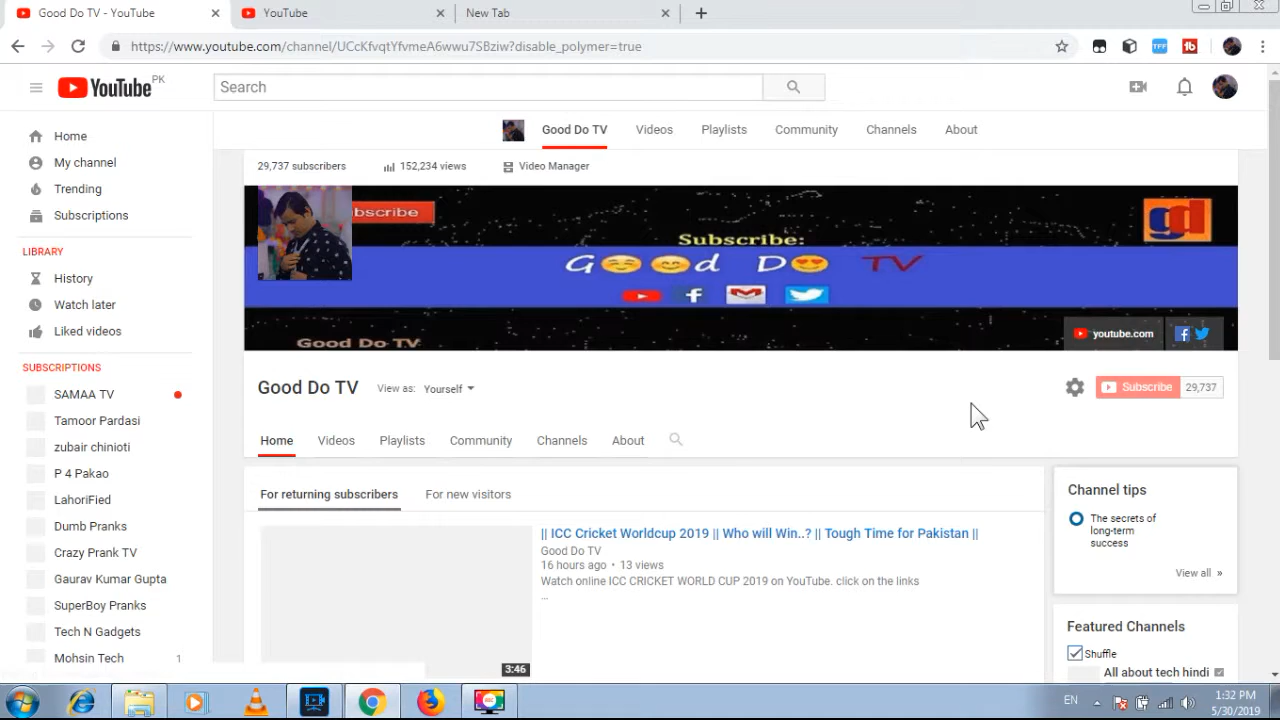 Good Do TV - YouTube
YouTube
New Tab
https://www.youtube.com/channel/UCcKfvqtYfvmeA6wwu7SBziw?disable_polymer=true
YouTube PK
Search
Home
My channel
Trending
Subscriptions
LIBRARY
History
Watch later
Liked videos
SUBSCRIPTIONS
SAMAA TV
Tamoor Pardasi
zubair chinioti
P 4 Pakao
LahoriFied
Dumb Pranks
Crazy Prank TV
Gaurav Kumar Gupta
SuperBoy Pranks
Tech N Gadgets
Mohsin Tech 1
Good Do TV Videos Playlists Community Channels About
29,737 subscribers 152,234 views Video Manager
bscribe
gd
Subscribe:
Good Do TV
Good Do TV
youtube.com
Good Do TV View as: Yourself
Subscribe 29,737
Home Videos Playlists Community Channels About
For returning subscribers For new visitors
|| ICC Cricket Worldcup 2019 || Who will Win..? || Tough Time for Pakistan ||
Good Do TV
16 hours ago • 13 views
Watch online ICC CRICKET WORLD CUP 2019 on YouTube. click on the links
...
3:46
Channel tips
The secrets of
long-term
success
View all »
Featured Channels
Shuffle
All about tech hindi
EN
1:32 PM
5/30/2019